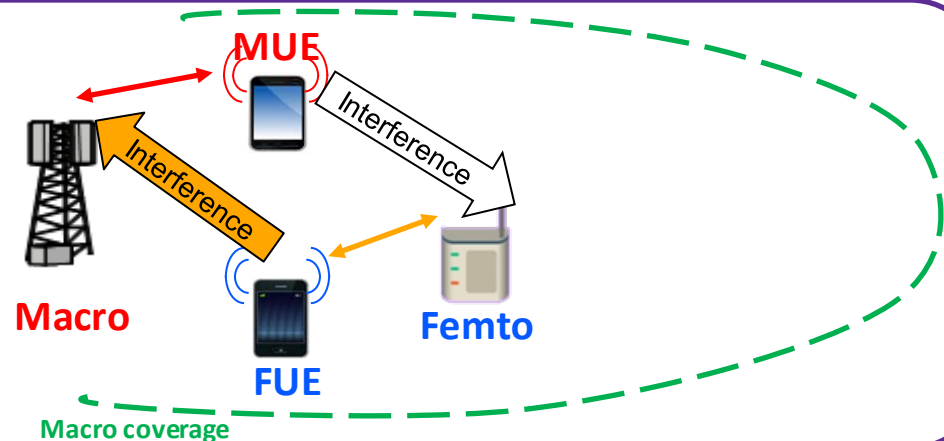 MUE
Interference
Interference
Macro
Femto
FUE
Macro coverage